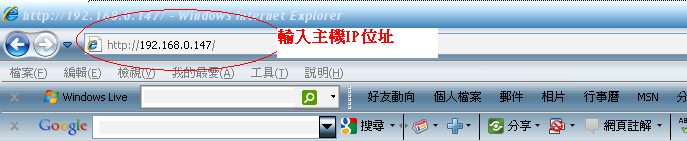 http://192.168.0.147/ - Windows Internet Explorer
http://192.168.0.147/
輸入主機IP位址
檔案(F) 編輯(E) 檢視(V) 我的最愛(A) 工具(T) 說明(H)
x Windows Live 好友動向 個人檔案 郵件 相片 行事曆 MSN 分
x Google 搜尋 分享 網頁註解